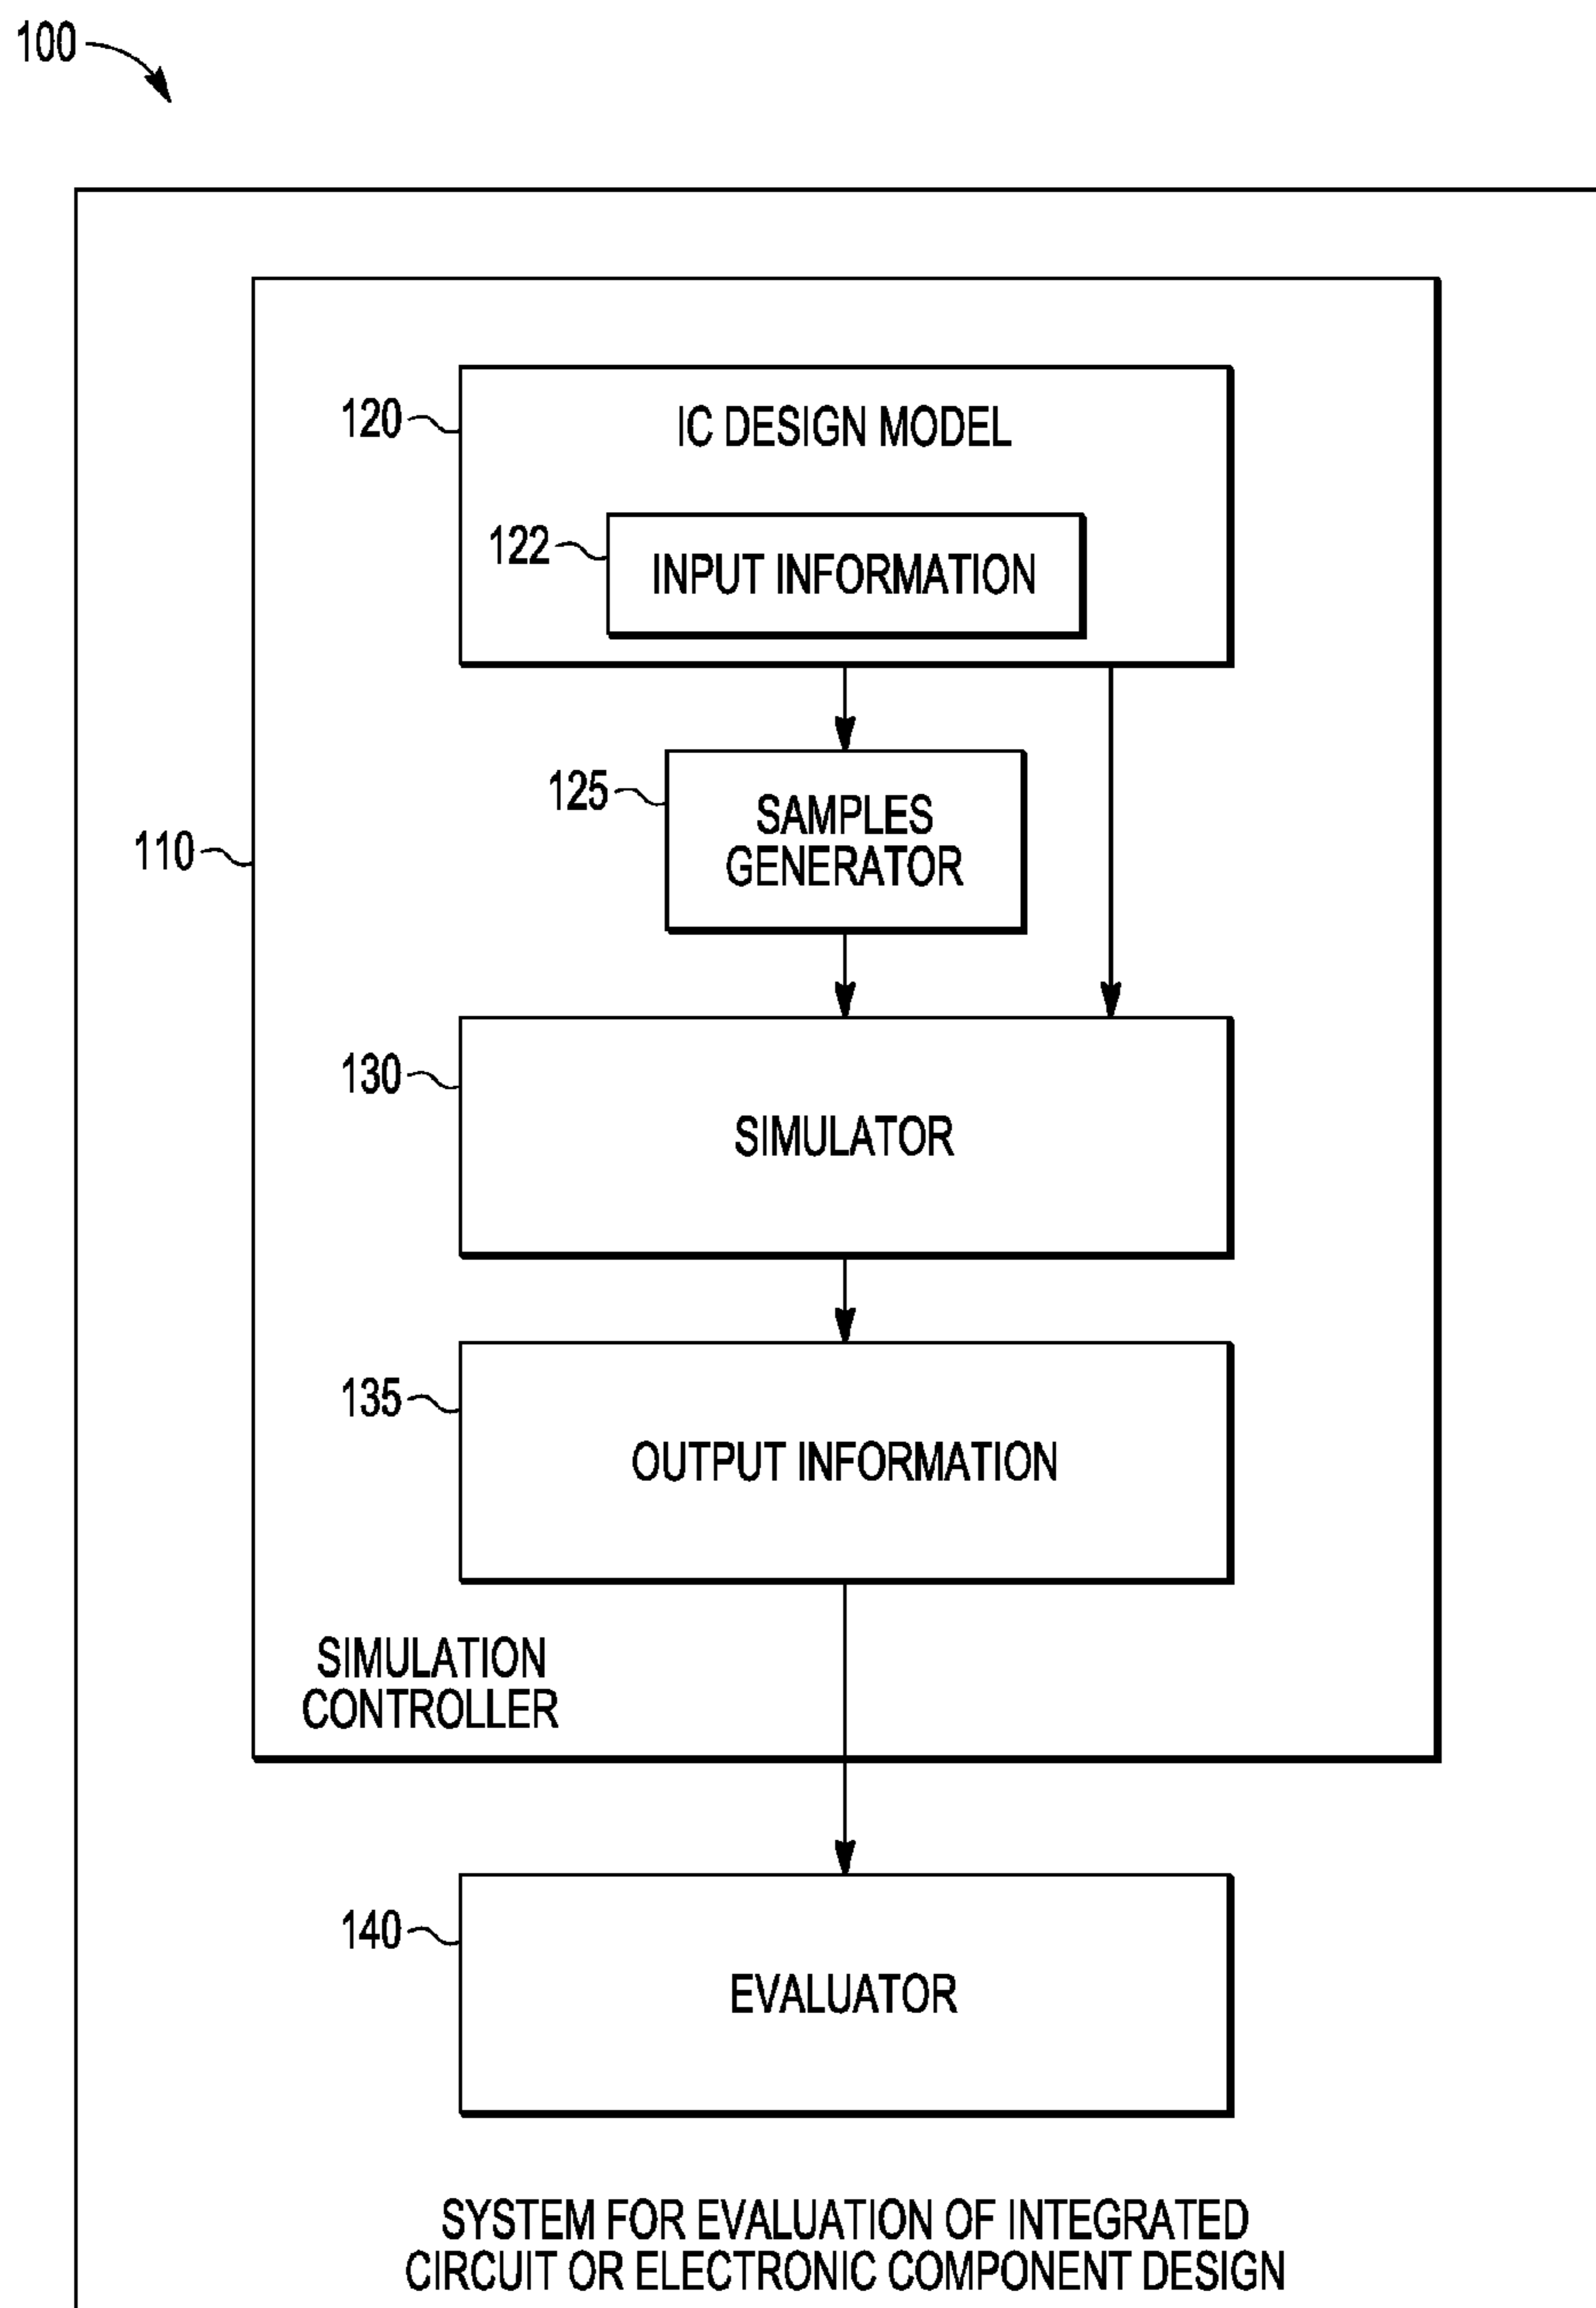 100
120
IC DESIGN MODEL
122
INPUT INFORMATION
125
SAMPLES
GENERATOR
110
130
SIMULATOR
135
OUTPUT INFORMATION
SIMULATION
CONTROLLER
140
EVALUATOR
SYSTEM FOR EVALUATION OF INTEGRATED
CIRCUIT OR ELECTRONIC COMPONENT DESIGN